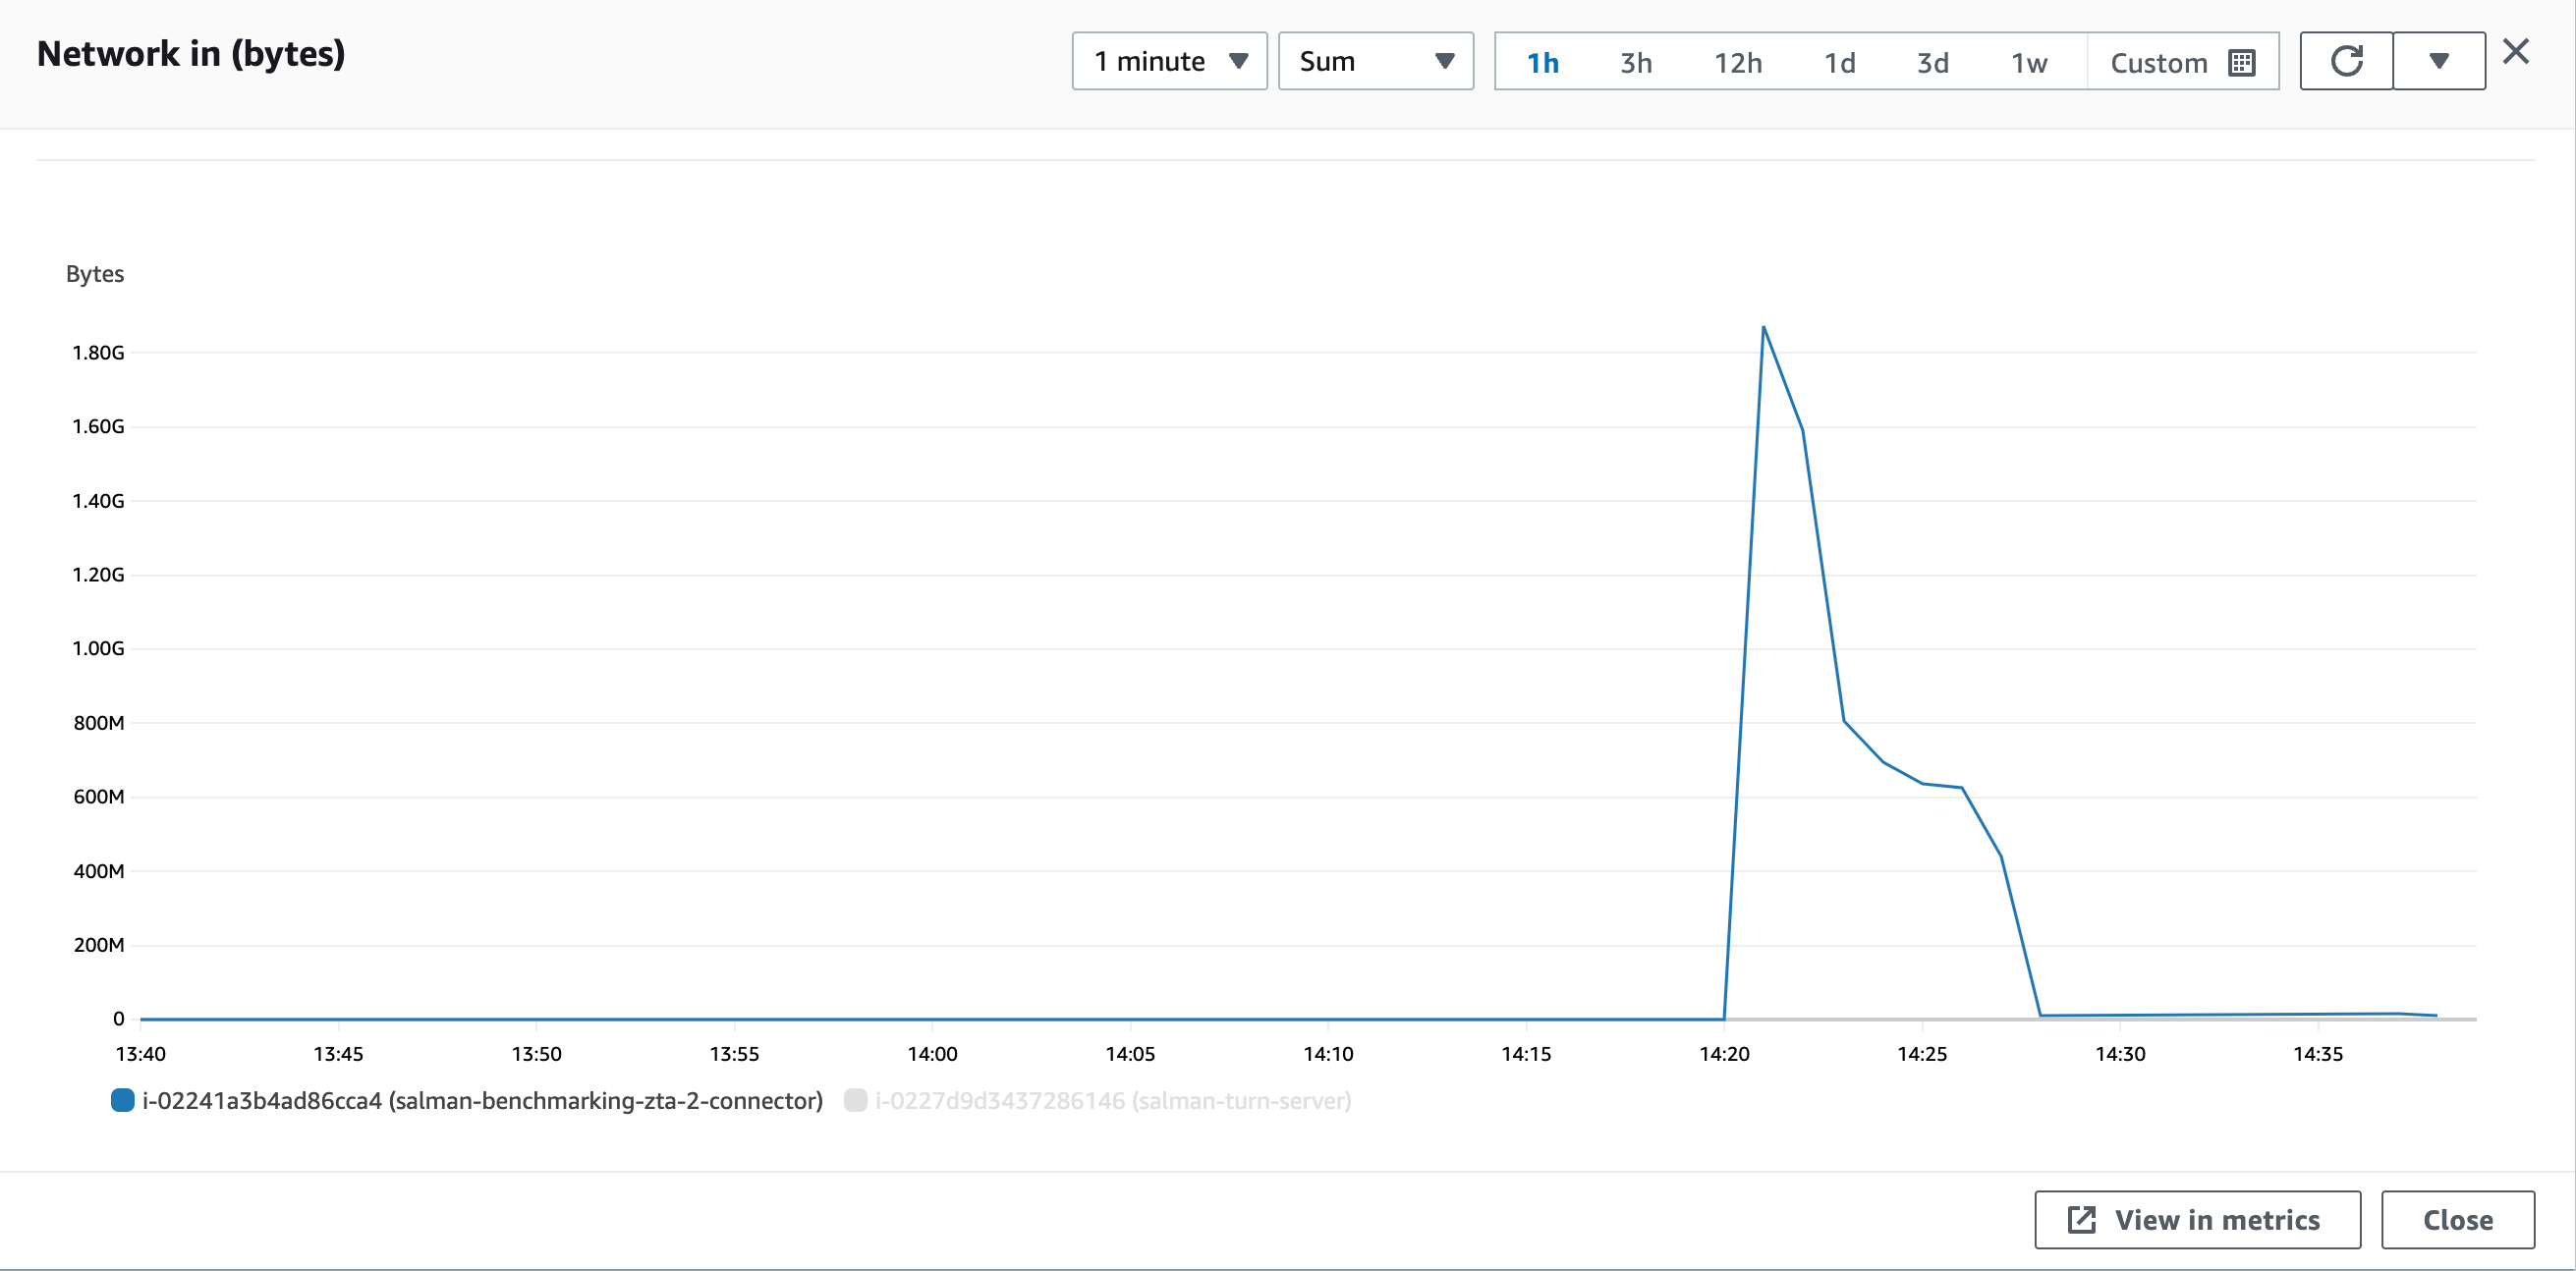 Network in (bytes)
1 minute
Sum
1h 3h 12h 1d 3d 1w Custom
Bytes
1.80G
1.60G
1.40G
1.20G
1.00G
800M
600M
400M
200M
0
13:40 13:45 13:50 13:55 14:00 14:05 14:10 14:15 14:20 14:25 14:30 14:35
i-02241a3b4ad86cca4 (salman-benchmarking-zta-2-connector) i-0227d9d3437286146 (salman-turn-server)
View in metrics Close